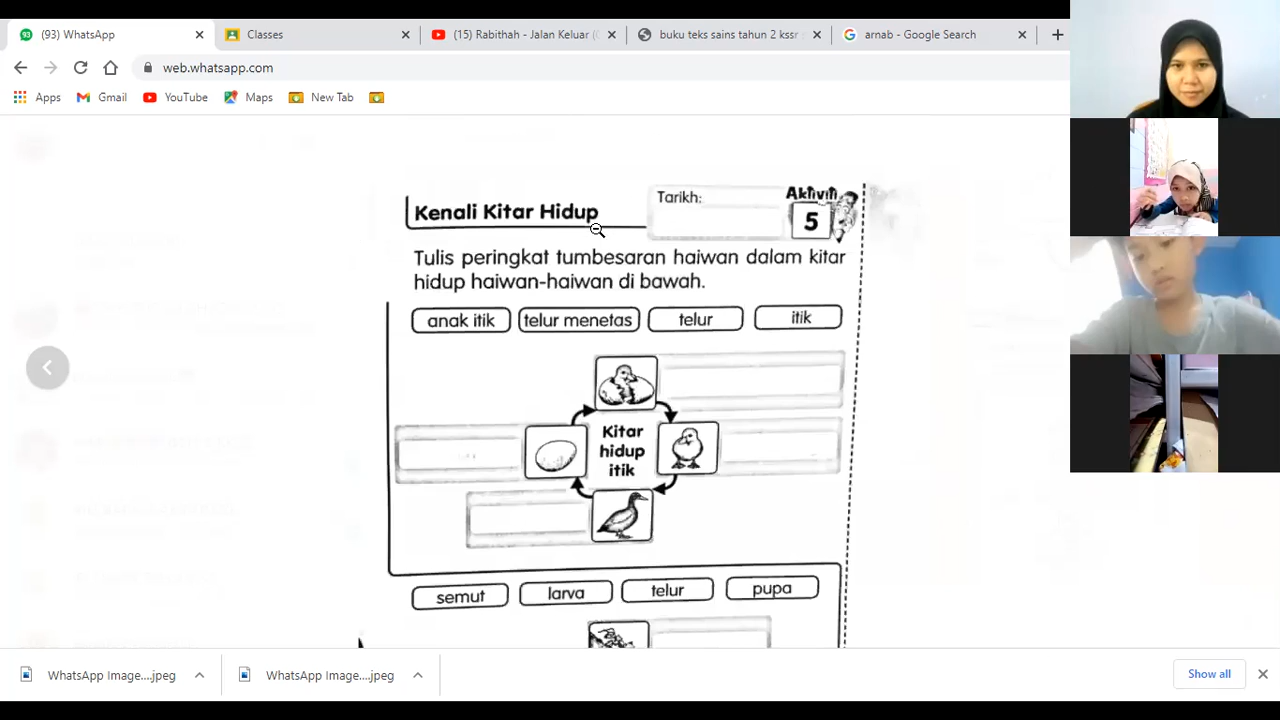 (93) WhatsApp
Classes
(15) Rabithah - Jalan Keluar (
buku teks sains tahun 2 kssr
arnab - Google Search
web.whatsapp.com
Apps
Gmail
YouTube
Maps
New Tab
Kenali Kitar Hidup
Tarikh:
Aktiviti
5
Tulis peringkat tumbesaran haiwan dalam kitar
hidup haiwan-haiwan di bawah.
anak itik
telur menetas
telur
itik
Kitar
hidup
itik
semut
larva
telur
pupa
WhatsApp Image....jpeg
WhatsApp Image....jpeg
Show all